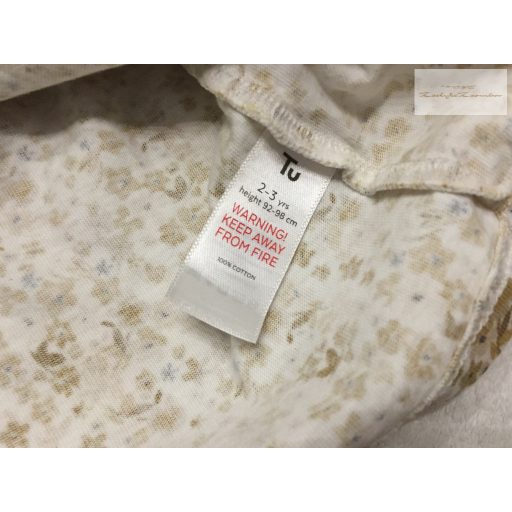 Tu
2-3 yrs
height 92-98 cm
WARNING!
KEEP AWAY
FROM FIRE
100% COTTON